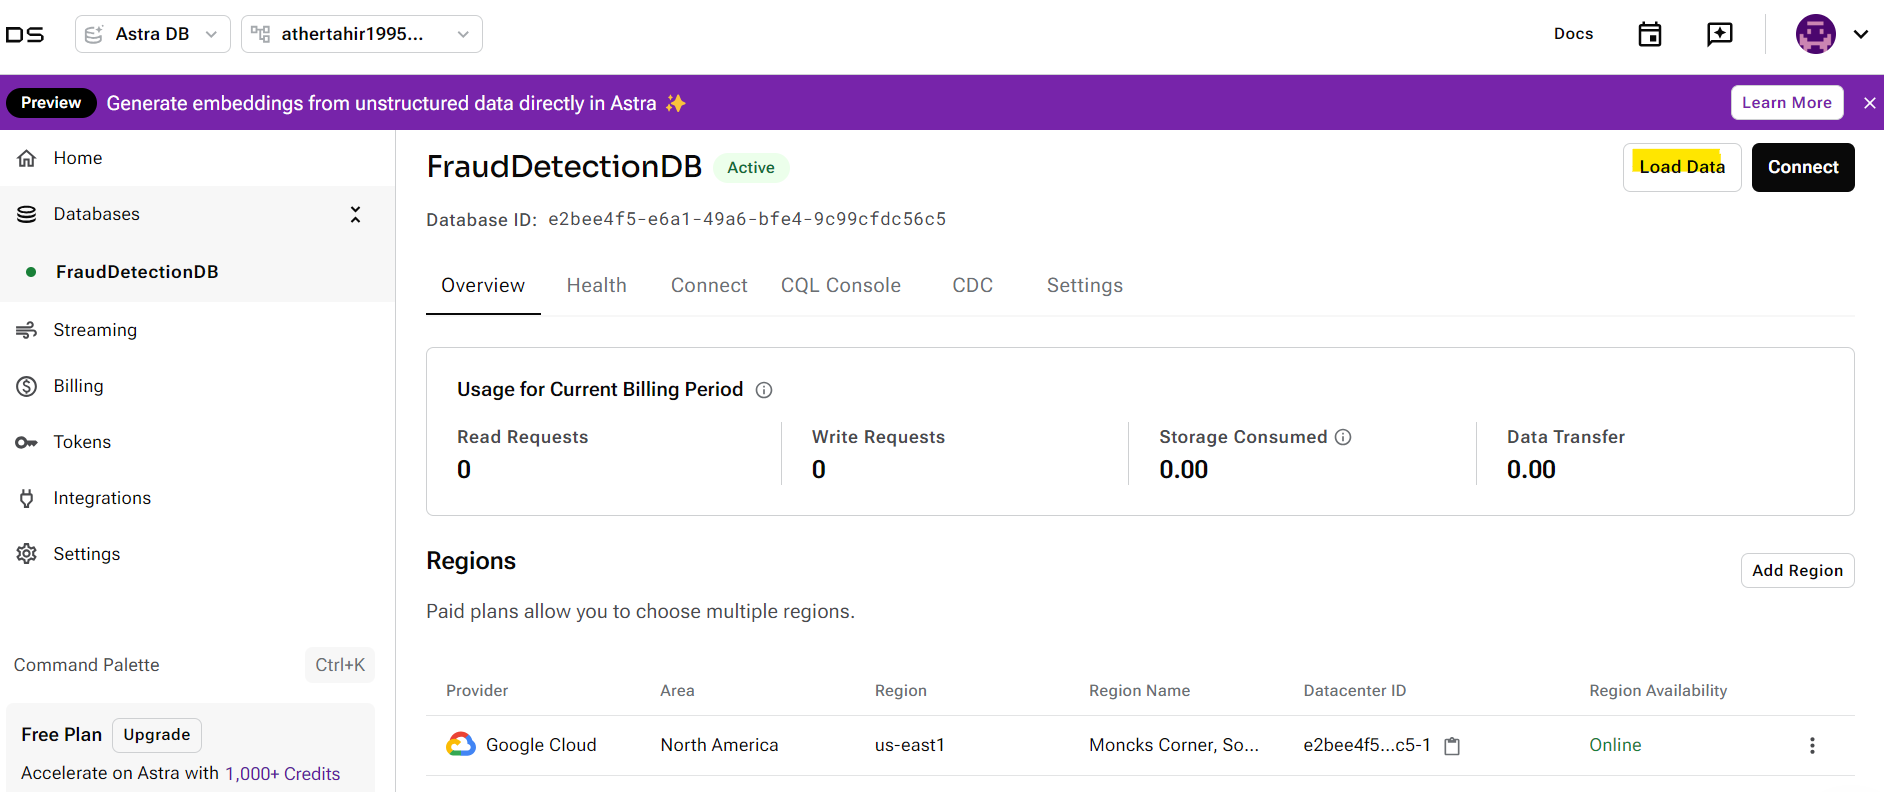 DS Astra DB athertahir1995... Docs
Preview Generate embeddings from unstructured data directly in Astra ✨ Learn More
Home
Databases
FraudDetectionDB
Streaming
Billing
Tokens
Integrations
Settings
Command Palette Ctrl+K
Free Plan Upgrade
Accelerate on Astra with 1,000+ Credits
FraudDetectionDB Active Load Data Connect
Database ID: e2bee4f5-e6a1-49a6-bfe4-9c99cfdc56c5
Overview Health Connect CQL Console CDC Settings
Usage for Current Billing Period
Read Requests Write Requests Storage Consumed Data Transfer
0 0 0.00 0.00
Regions Add Region
Paid plans allow you to choose multiple regions.
Provider Area Region Region Name Datacenter ID Region Availability
Google Cloud North America us-east1 Moncks Corner, So... e2bee4f5...c5-1 Online